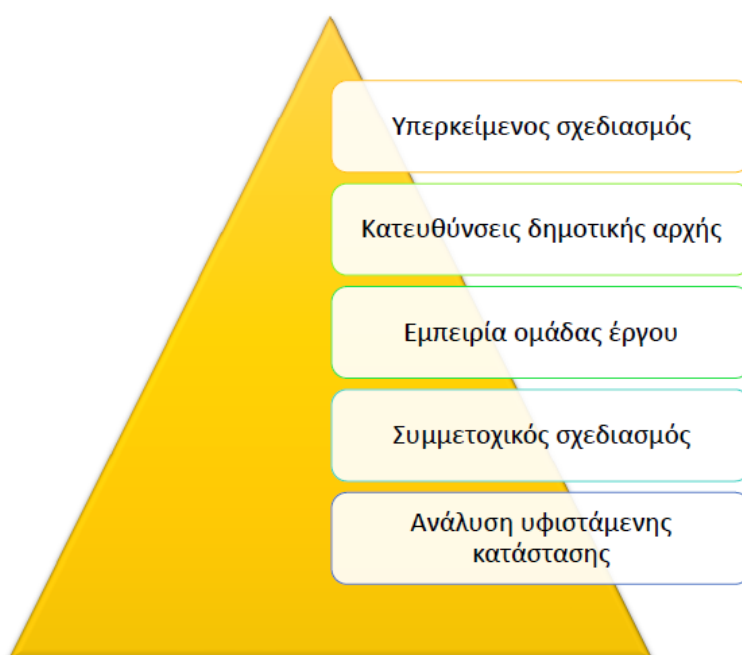 Υπερκείμενος σχεδιασμός
Κατευθύνσεις δημοτικής αρχής
Εμπειρία ομάδας έργου
Συμμετοχικός σχεδιασμός
Ανάλυση υφιστάμενης
κατάστασης